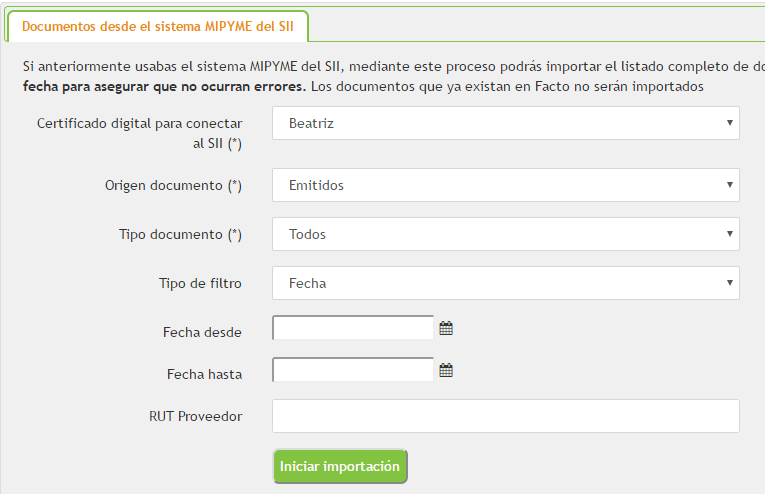 Documentos desde el sistema MIPYME del SII
Si anteriormente usabas el sistema MIPYME del SII, mediante este proceso podrás importar el listado completo de do
fecha para asegurar que no ocurran errores. Los documentos que ya existan en Facto no serán importados
Certificado digital para conectar
al SII (*)
Beatriz
Origen documento (*)
Emitidos
Tipo documento (*)
Todos
Tipo de filtro
Fecha
Fecha desde
Fecha hasta
RUT Proveedor
Iniciar importación